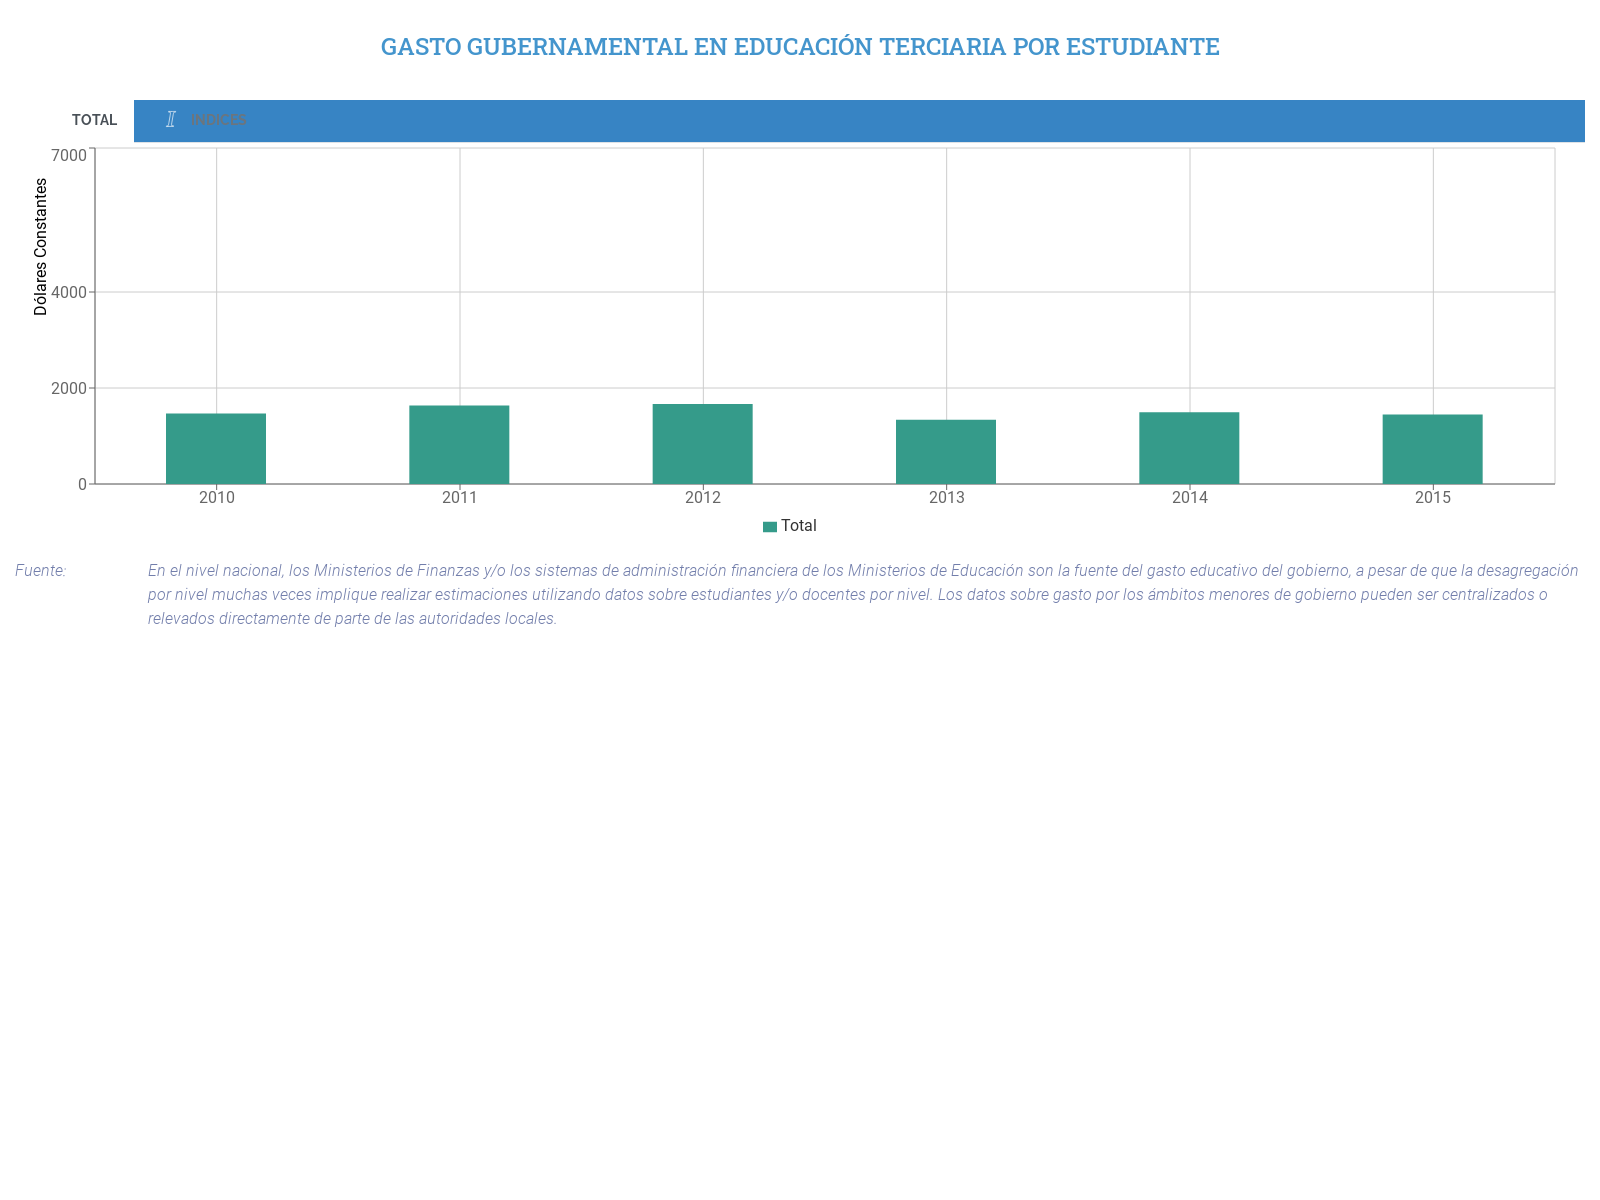 GASTO GUBERNAMENTAL EN EDUCACIÓN TERCIARIA POR ESTUDIANTE
TOTAL
I INDICES
7000
Dólares Constantes
4000
2000
0
2010 2011 2012 2013 2014 2015
Total
Fuente: En el nivel nacional, los Ministerios de Finanzas y/o los sistemas de administración financiera de los Ministerios de Educación son la fuente del gasto educativo del gobierno, a pesar de que la desagregación
por nivel muchas veces implique realizar estimaciones utilizando datos sobre estudiantes y/o docentes por nivel. Los datos sobre gasto por los ámbitos menores de gobierno pueden ser centralizados o
relevados directamente de parte de las autoridades locales.